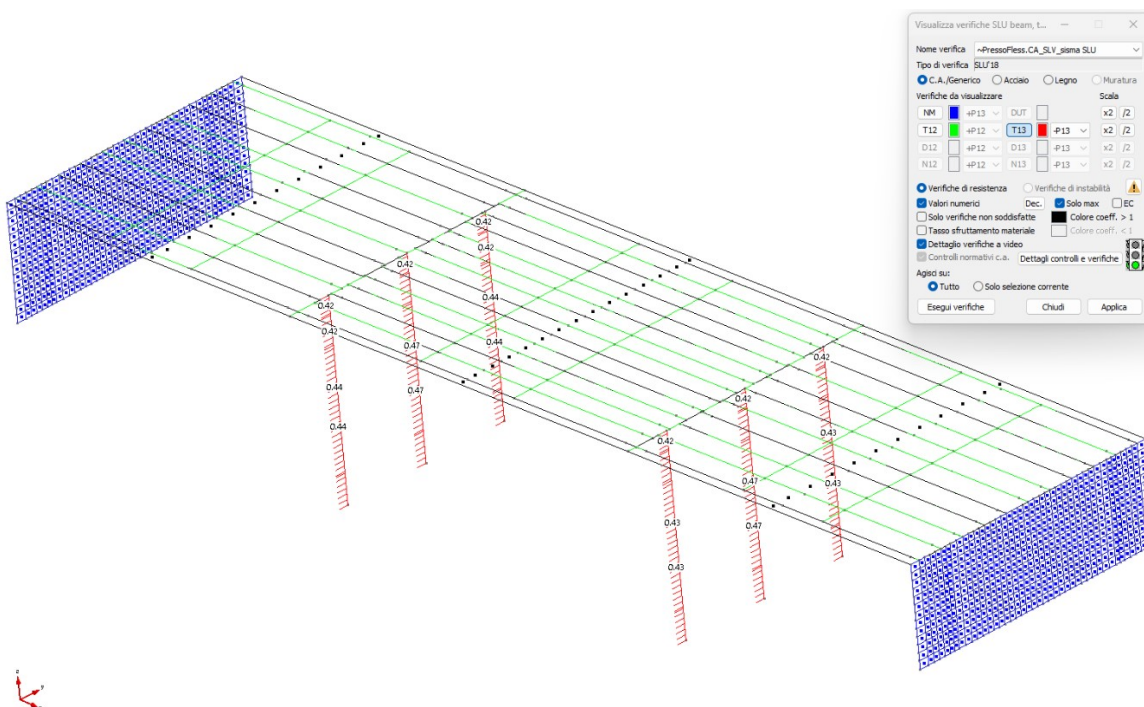 Visualizza verifiche SLU beam, t...
Nome verifica ~PressoFless.CA_SLV_sisma SLU
Tipo di verifica SLU'18
C.A./Generico Acciaio Legno Muratura
Verifiche da visualizzare Scala
NM +P13 DUT x2 /2
T12 +P12 T13 -P13 x2 /2
D12 +P12 D13 -P13 x2 /2
N12 +P12 N13 -P13 x2 /2
Verifiche di resistenza Verifiche di instabilità
Valori numerici Dec. Solo max EC
Solo verifiche non soddisfatte Colore coeff. > 1
Tasso sfruttamento materiale Colore coeff. < 1
Dettaglio verifiche a video
Controlli normativi c.a. Dettagli controlli e verifiche
Agisci su:
Tutto Solo selezione corrente
Esegui verifiche Chiudi Applica
0.42
0.42
0.42
0.44
0.44
0.42
0.47
0.47
0.42
0.42
0.44
0.44
0.42
0.43
0.43
0.42
0.47
0.47
0.42
0.43
0.43
z
y